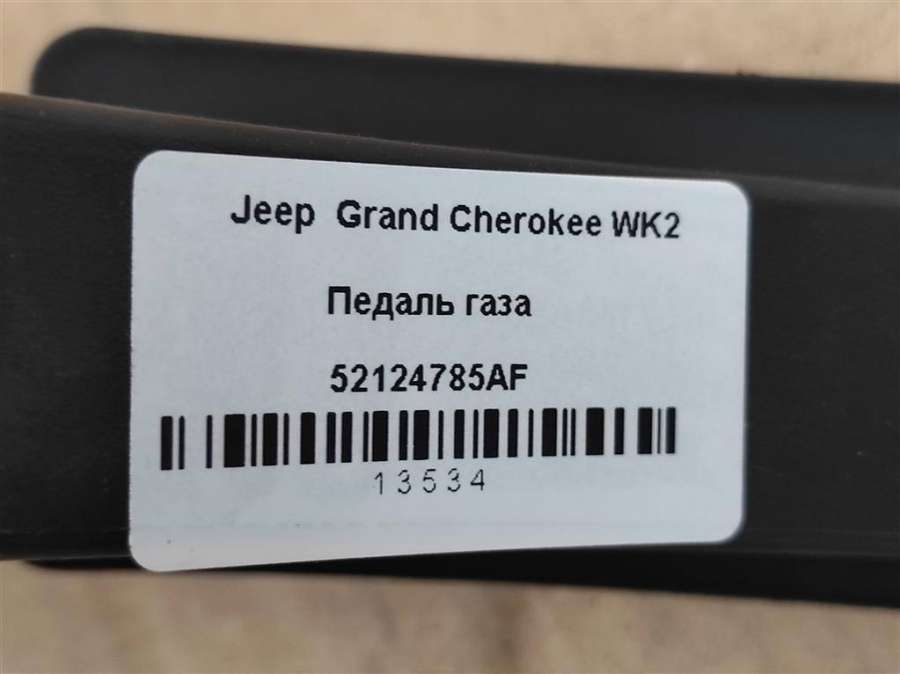 Jeep Grand Cherokee WK2
Педаль газа
52124785AF
13534